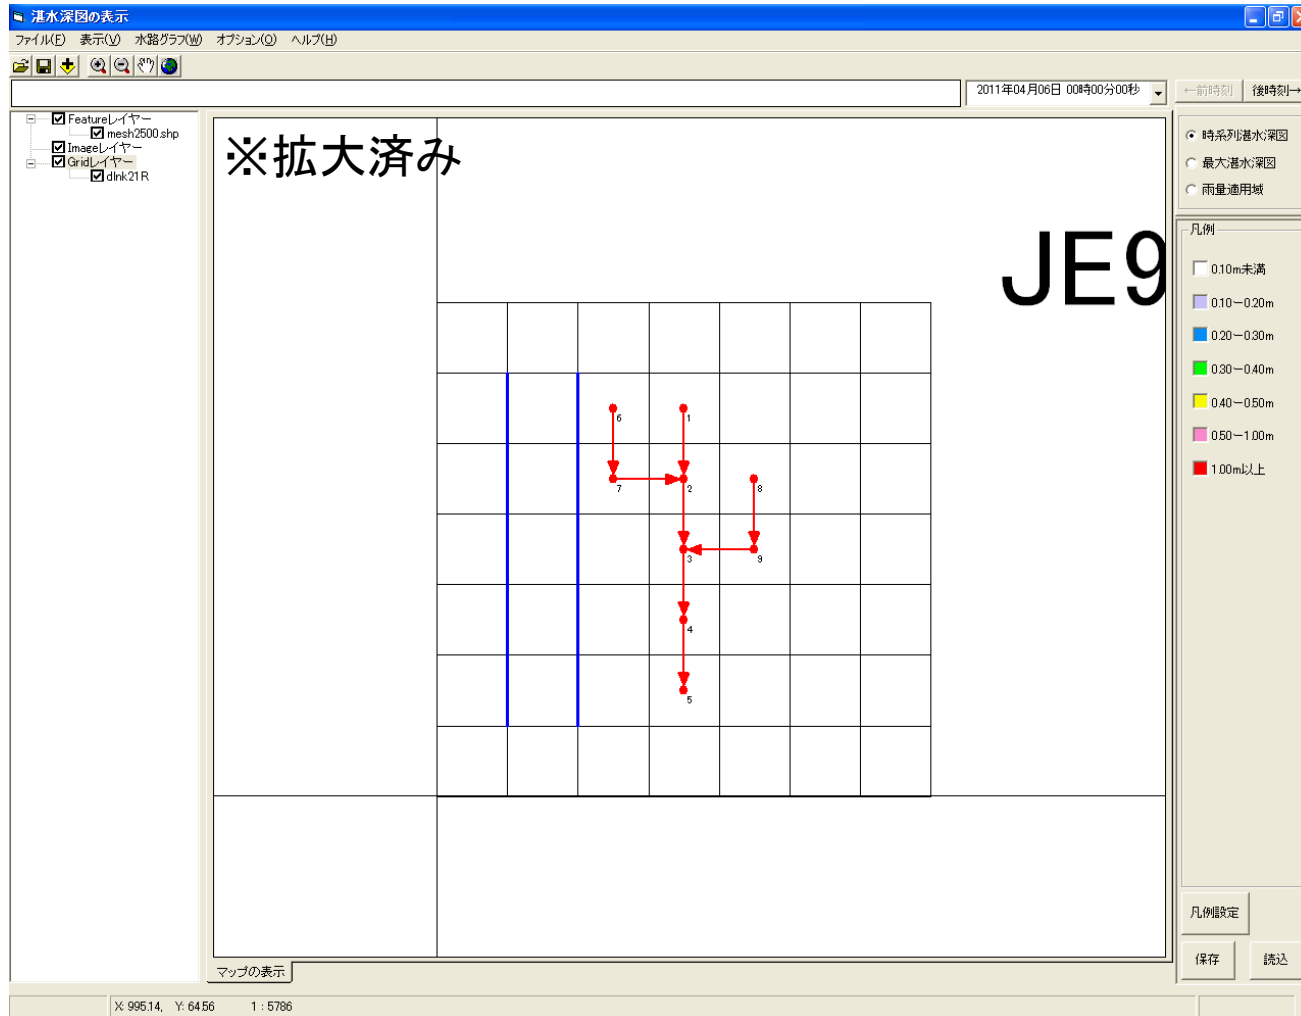 湛水深図の表示
ファイル(F) 表示(V) 水路グラフ(W) オプション(O) ヘルプ(H)
2011年04月06日 00時00分00秒
←前時刻 後時刻→
Featureレイヤー
mesh2500.shp
Imageレイヤー
Gridレイヤー
dlnk21R
※拡大済み
JE9
6
1
7
2
8
3
9
4
5
時系列湛水深図
最大湛水深図
雨量適用域
凡例
0.10m未満
0.10～0.20m
0.20～0.30m
0.30～0.40m
0.40～0.50m
0.50～1.00m
1.00m以上
凡例設定
保存 読込
マップの表示
X: 995.14, Y: 64.56 1 : 5786